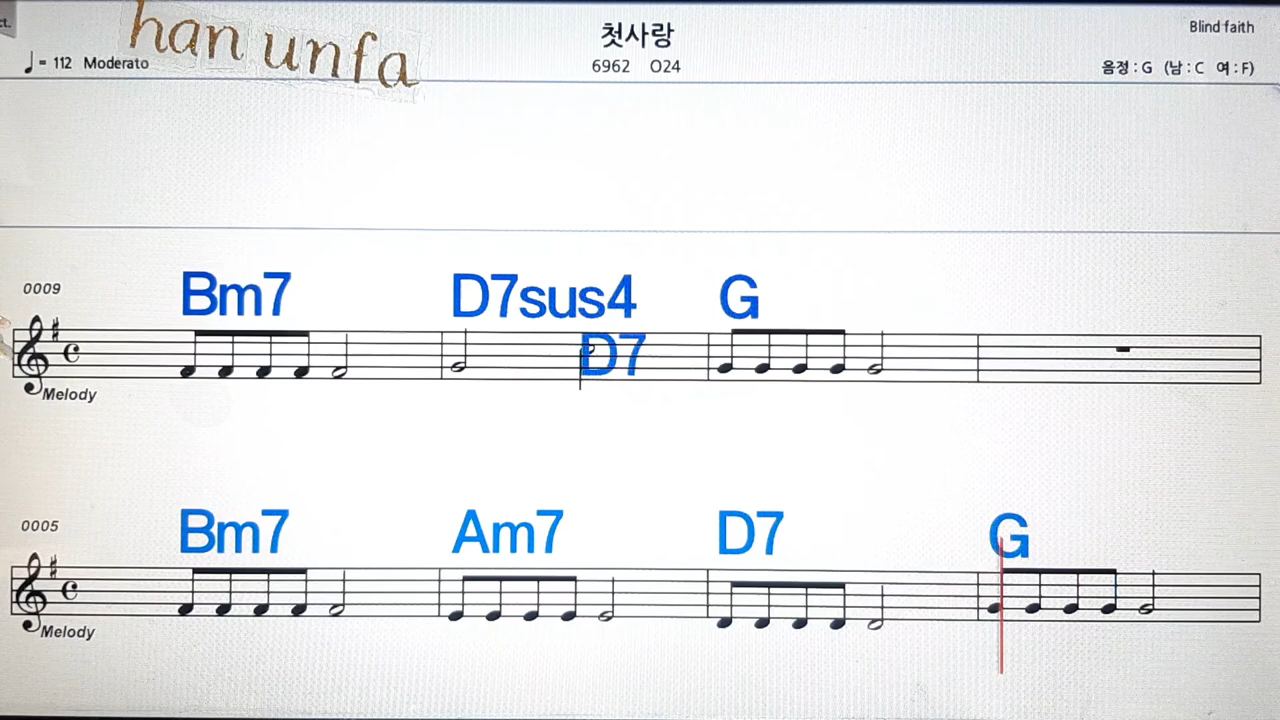 ct.
han unfa
♩= 112 Moderato
첫사랑
6962 O24
Blind faith
음정 : G (남 : C 여 : F)
0009
Bm7 D7sus4 G
D7
Melody
0005
Bm7 Am7 D7 G
Melody